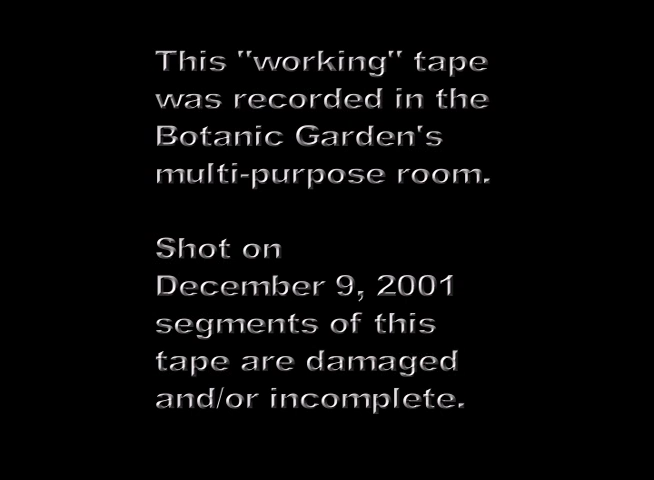 This "working" tape
was recorded in the
Botanic Garden's
multi-purpose room.
Shot on
December 9, 2001
segments of this
tape are damaged
and/or incomplete.